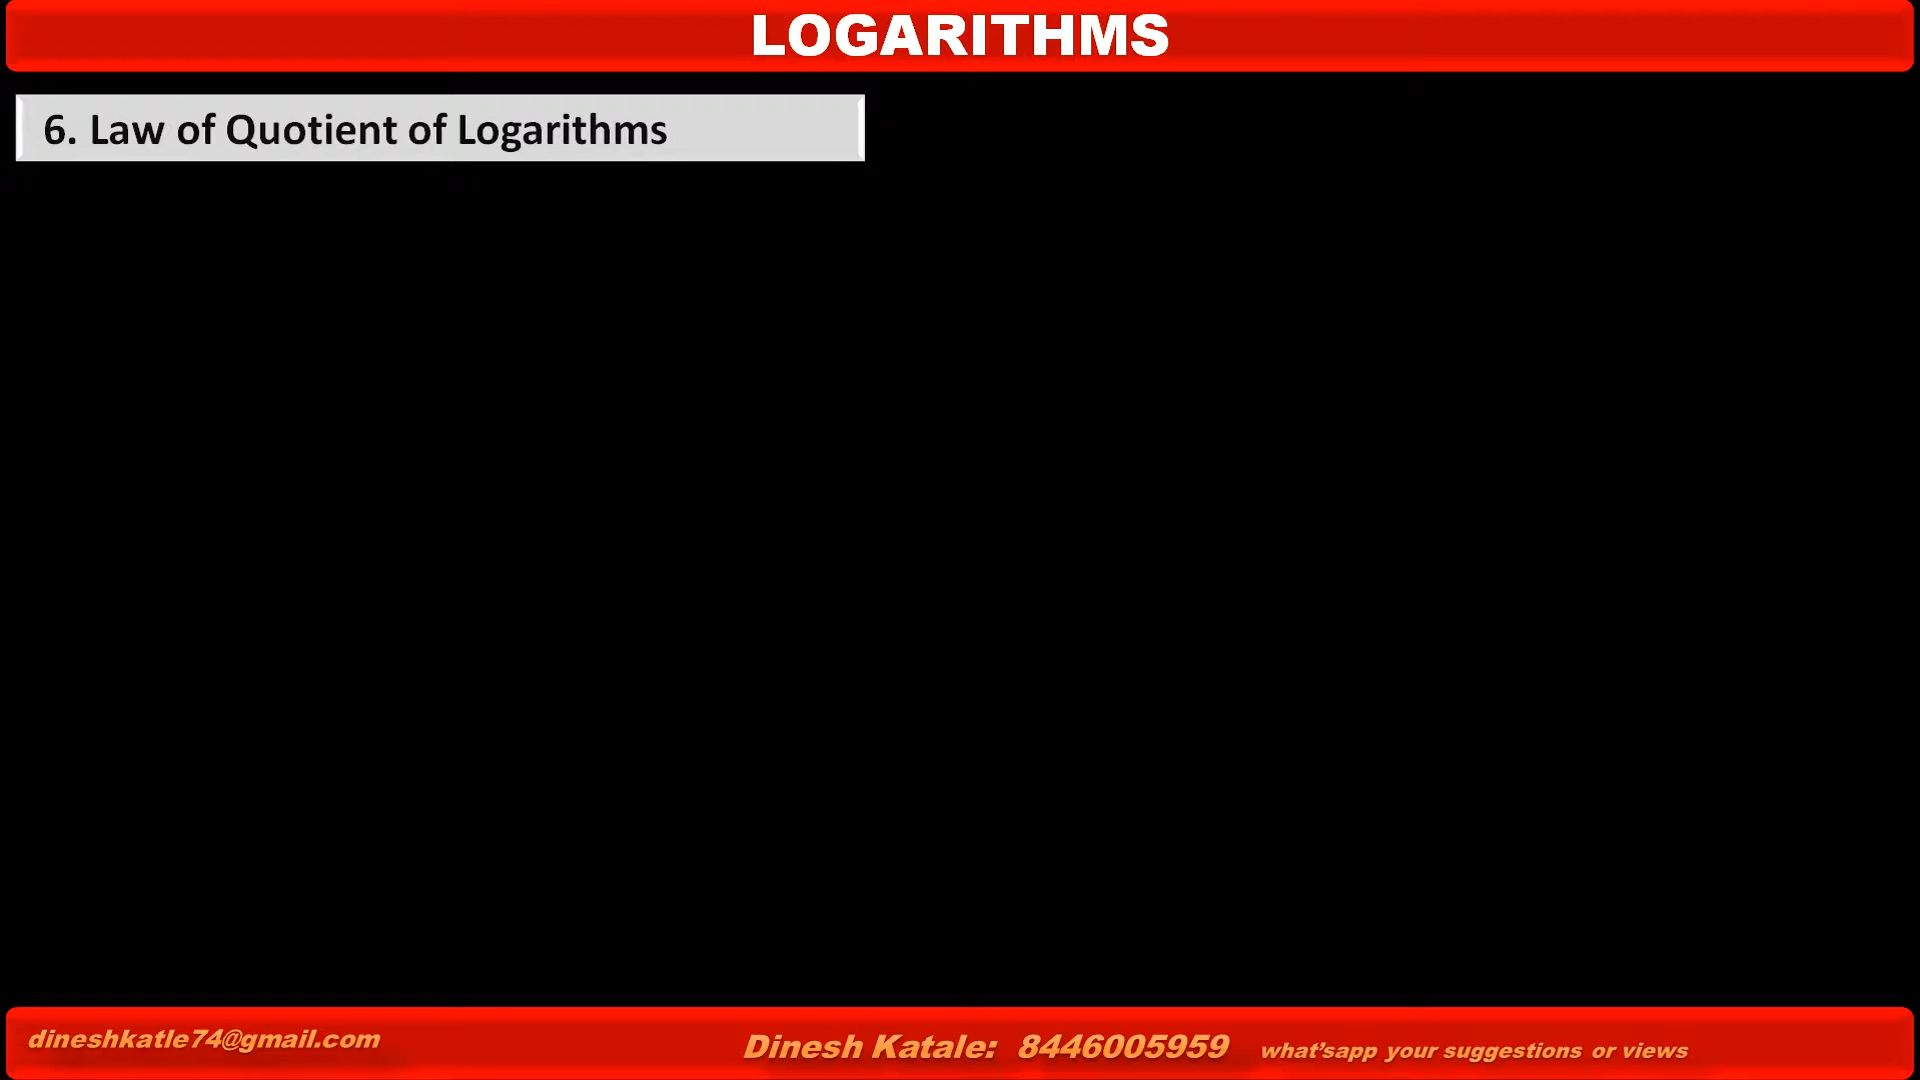 LOGARITHMS
6. Law of Quotient of Logarithms
dineshkatle74@gmail.com
Dinesh Katale: 8446005959 what'sapp your suggestions or views